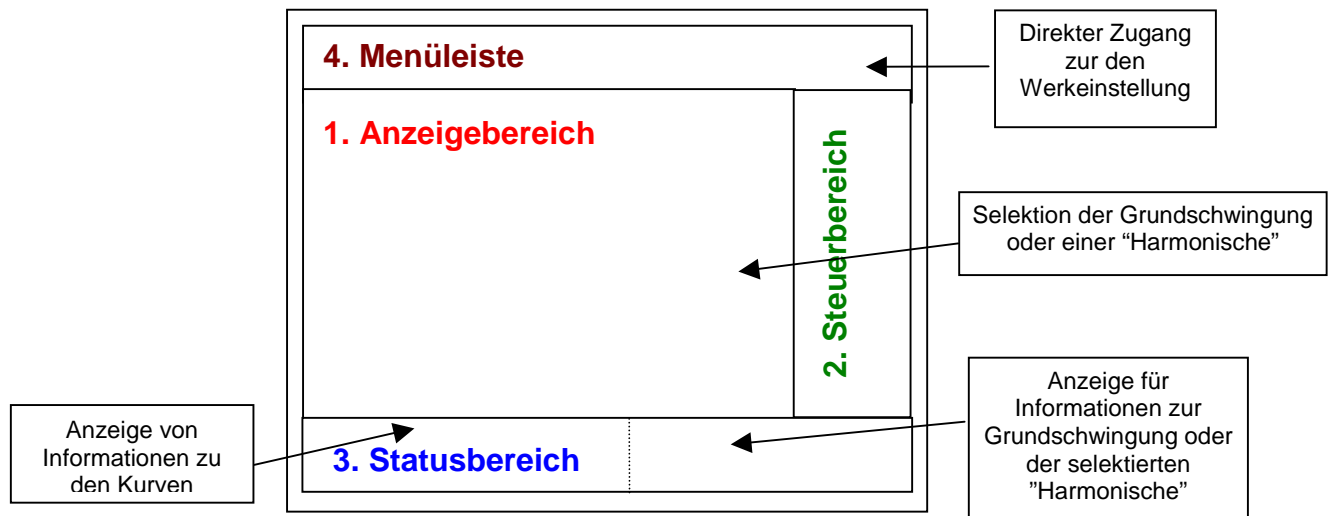 4. Menüleiste
Direkter Zugang
zur den
Werkeinstellung
1. Anzeigebereich
2. Steuerbereich
Selektion der Grundschwingung
oder einer “Harmonische”
Anzeige für
Informationen zur
Grundschwingung oder
der selektierten
”Harmonische”
Anzeige von
Informationen zu
den Kurven
3. Statusbereich